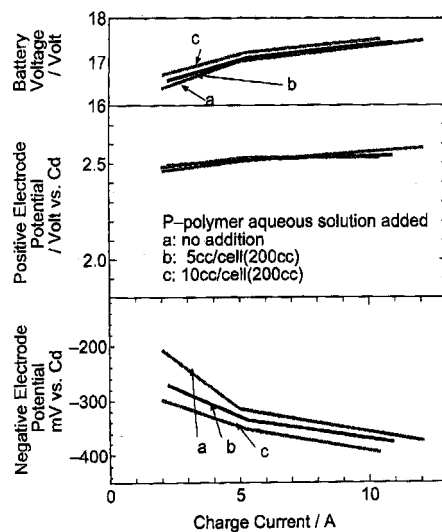 Battery
Voltage
/ Volt
18
17
16
c
b
a
Positive Electrode
Potential
/ Volt vs. Cd
2.5
2.0
P-polymer aqueous solution added
a: no addition
b: 5cc/cell(200cc)
c: 10cc/cell(200cc)
Negative Electrode
Potential
mV vs. Cd
-200
-300
-400
a
b
c
0
5
10
Charge Current / A